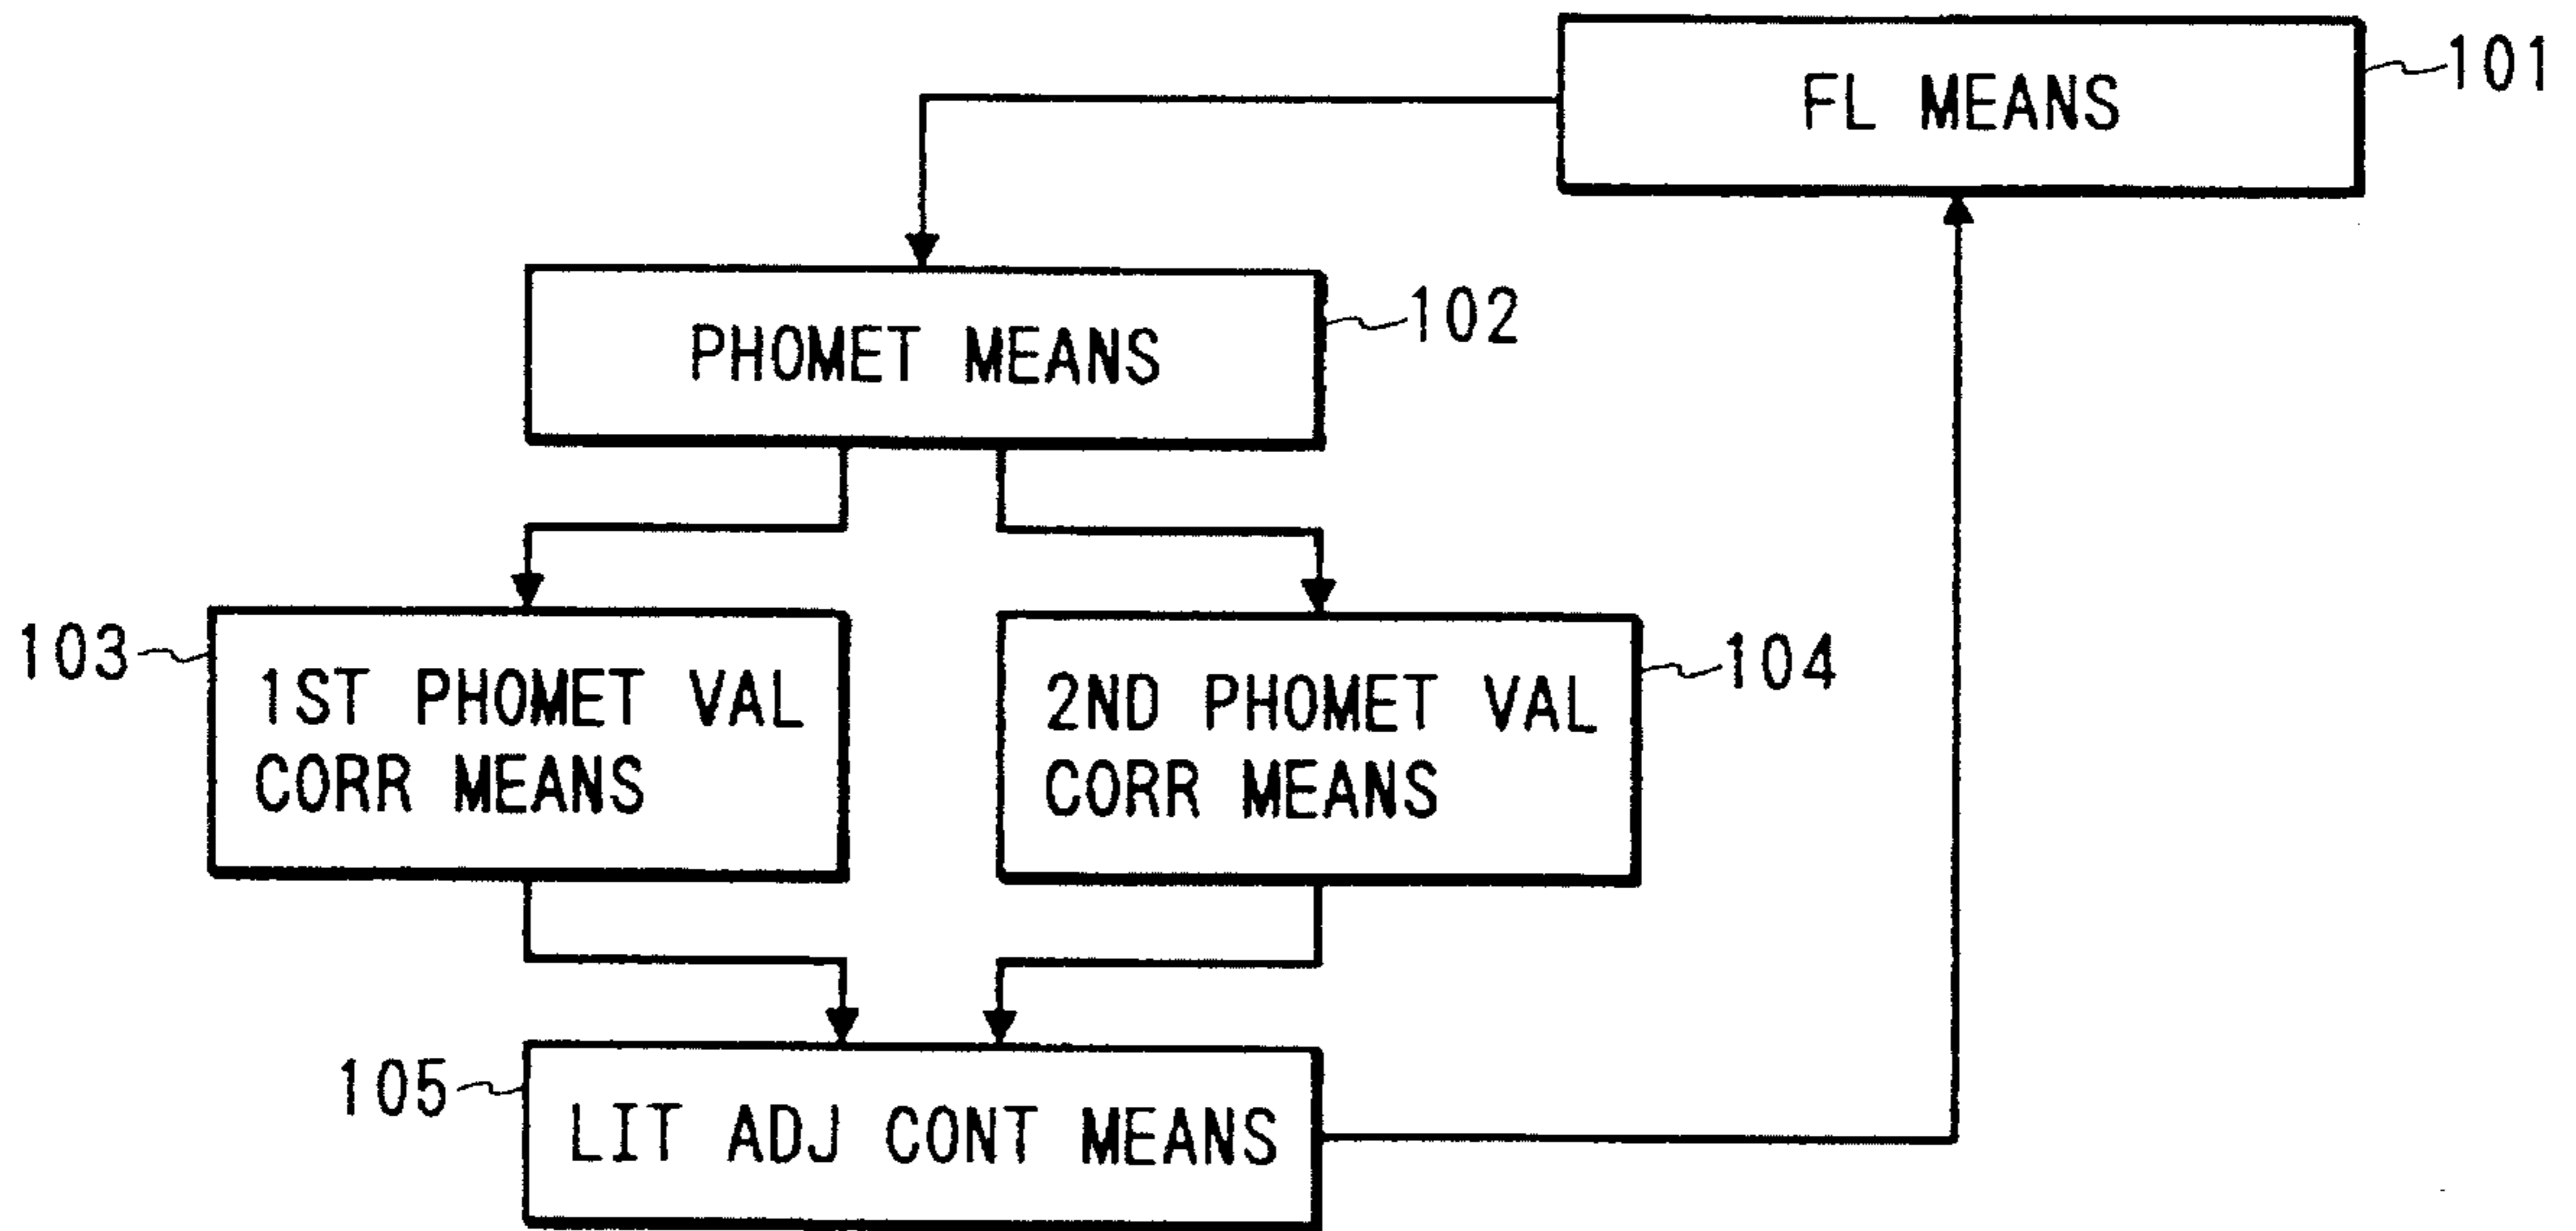 FL MEANS
101
PHOMET MEANS
102
103
1ST PHOMET VAL
CORR MEANS
2ND PHOMET VAL
CORR MEANS
104
105
LIT ADJ CONT MEANS